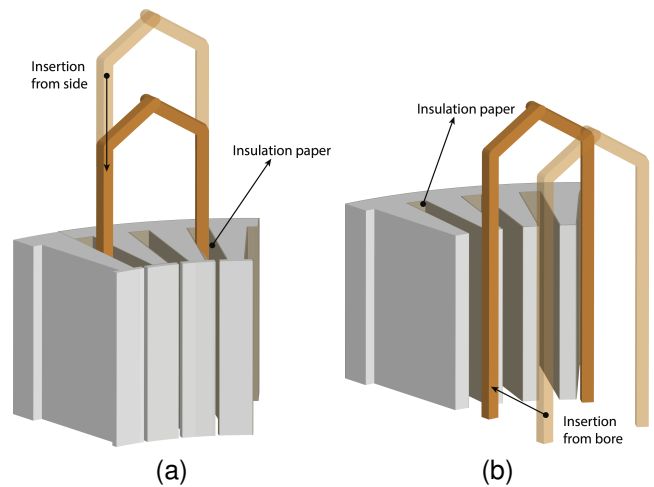 Insertion
from side
Insulation paper
Insulation paper
Insertion
from bore
(a)
(b)